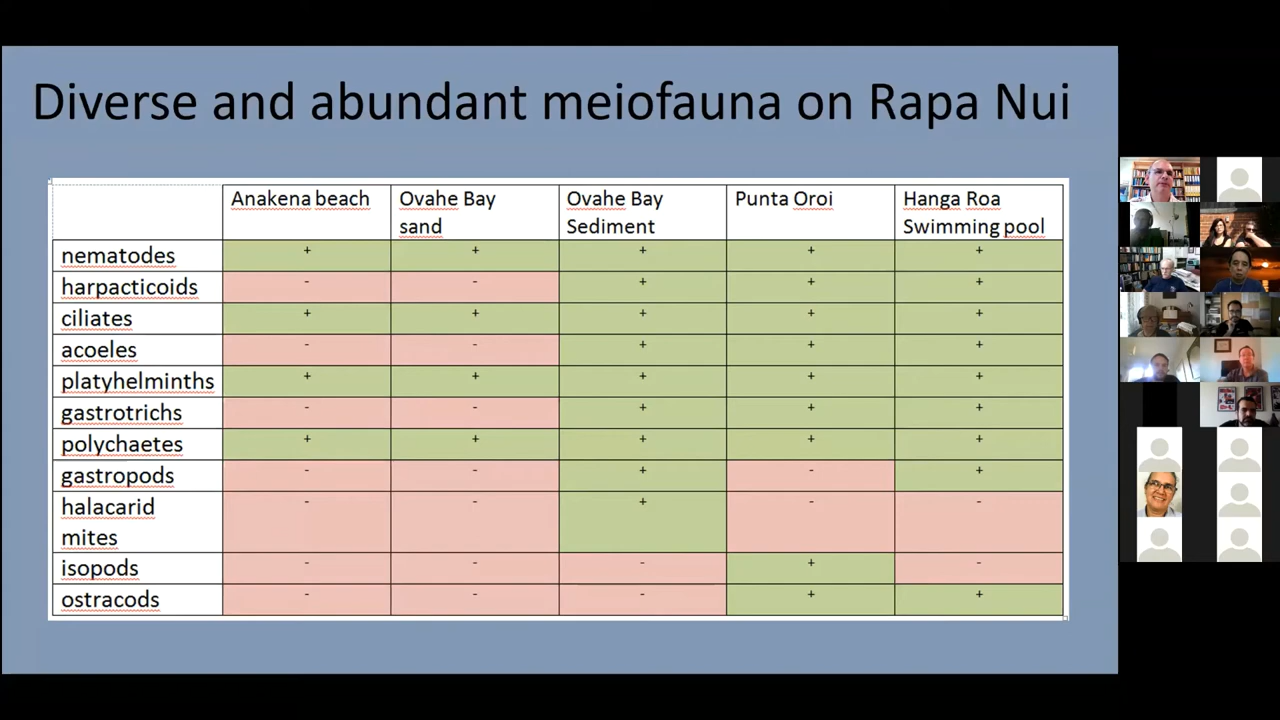 Diverse and abundant meiofauna on Rapa Nui
Anakena beach Ovahe Bay sand Ovahe Bay Sediment Punta Oroi Hanga Roa Swimming pool
nematodes + + + + +
harpacticoids - - + + +
ciliates + + + + +
acoeles - - + + +
platyhelminths + + + + +
gastrotrichs - - + + +
polychaetes + + + + +
gastropods - - + - +
halacarid mites - - + - -
isopods - - - + -
ostracods - - - + +